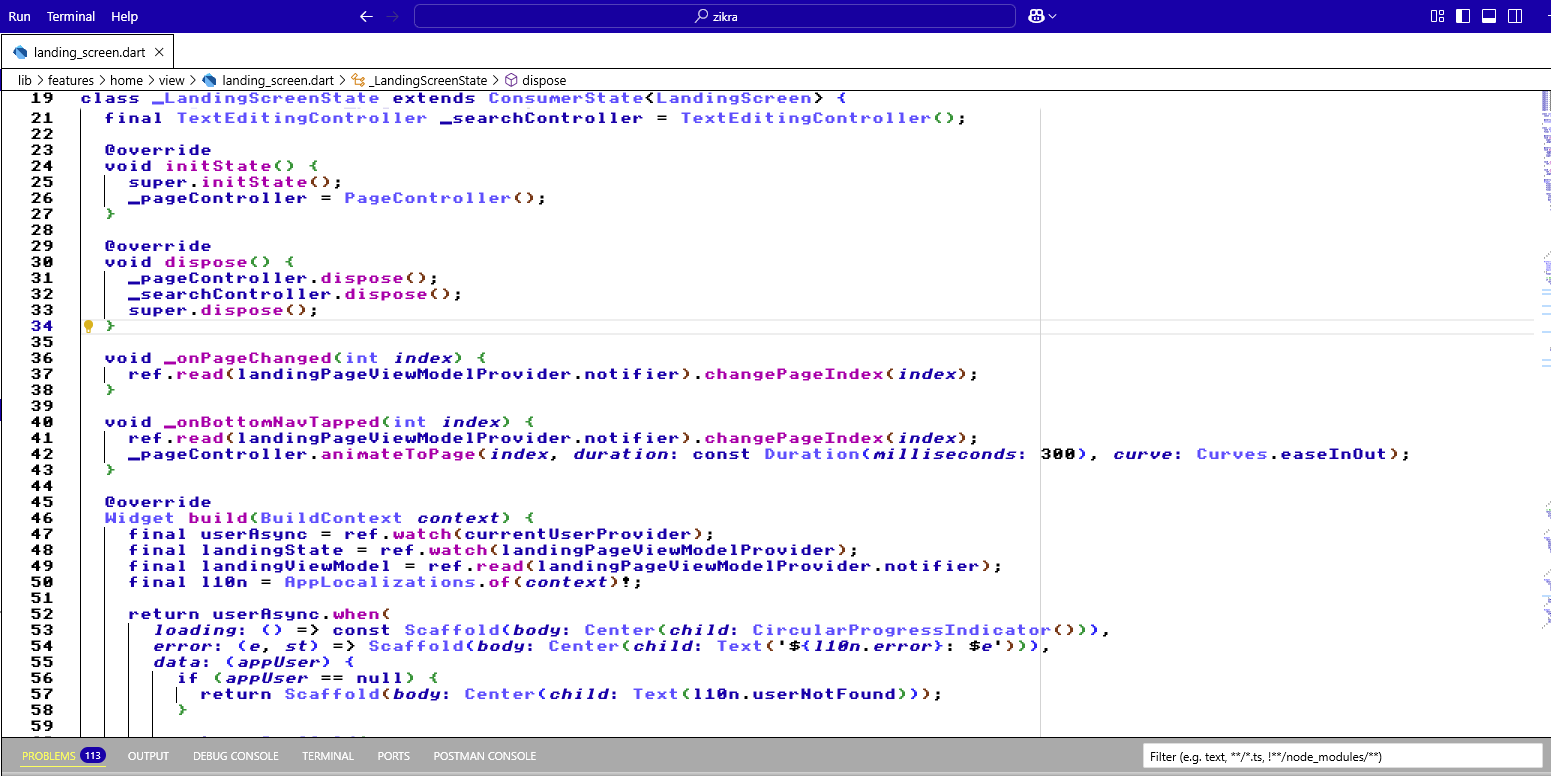 Run Terminal Help zikra
landing_screen.dart
lib > features > home > view > landing_screen.dart > _LandingScreenState > dispose
19 class _LandingScreenState extends ConsumerState<LandingScreen> {
21 final TextEditingController _searchController = TextEditingController();
22
23 @override
24 void initState() {
25 super.initState();
26 _pageController = PageController();
27 }
28
29 @override
30 void dispose() {
31 _pageController.dispose();
32 _searchController.dispose();
33 super.dispose();
34 }
35
36 void _onPageChanged(int index) {
37 ref.read(landingPageViewModelProvider.notifier).changePageIndex(index);
38 }
39
40 void _onBottomNavTapped(int index) {
41 ref.read(landingPageViewModelProvider.notifier).changePageIndex(index);
42 _pageController.animateToPage(index, duration: const Duration(milliseconds: 300), curve: Curves.easeInOut);
43 }
44
45 @override
46 Widget build(BuildContext context) {
47 final userAsync = ref.watch(currentUserProvider);
48 final landingState = ref.watch(landingPageViewModelProvider);
49 final landingViewModel = ref.read(landingPageViewModelProvider.notifier);
50 final l10n = AppLocalizations.of(context)!;
51
52 return userAsync.when(
53 loading: () => const Scaffold(body: Center(child: CircularProgressIndicator())),
54 error: (e, st) => Scaffold(body: Center(child: Text('${l10n.error}: $e'))),
55 data: (appUser) {
56 if (appUser == null) {
57 return Scaffold(body: Center(child: Text(l10n.userNotFound)));
58 }
59
PROBLEMS 113 OUTPUT DEBUG CONSOLE TERMINAL PORTS POSTMAN CONSOLE Filter (e.g. text, **/*.ts, !**/node_modules/**)